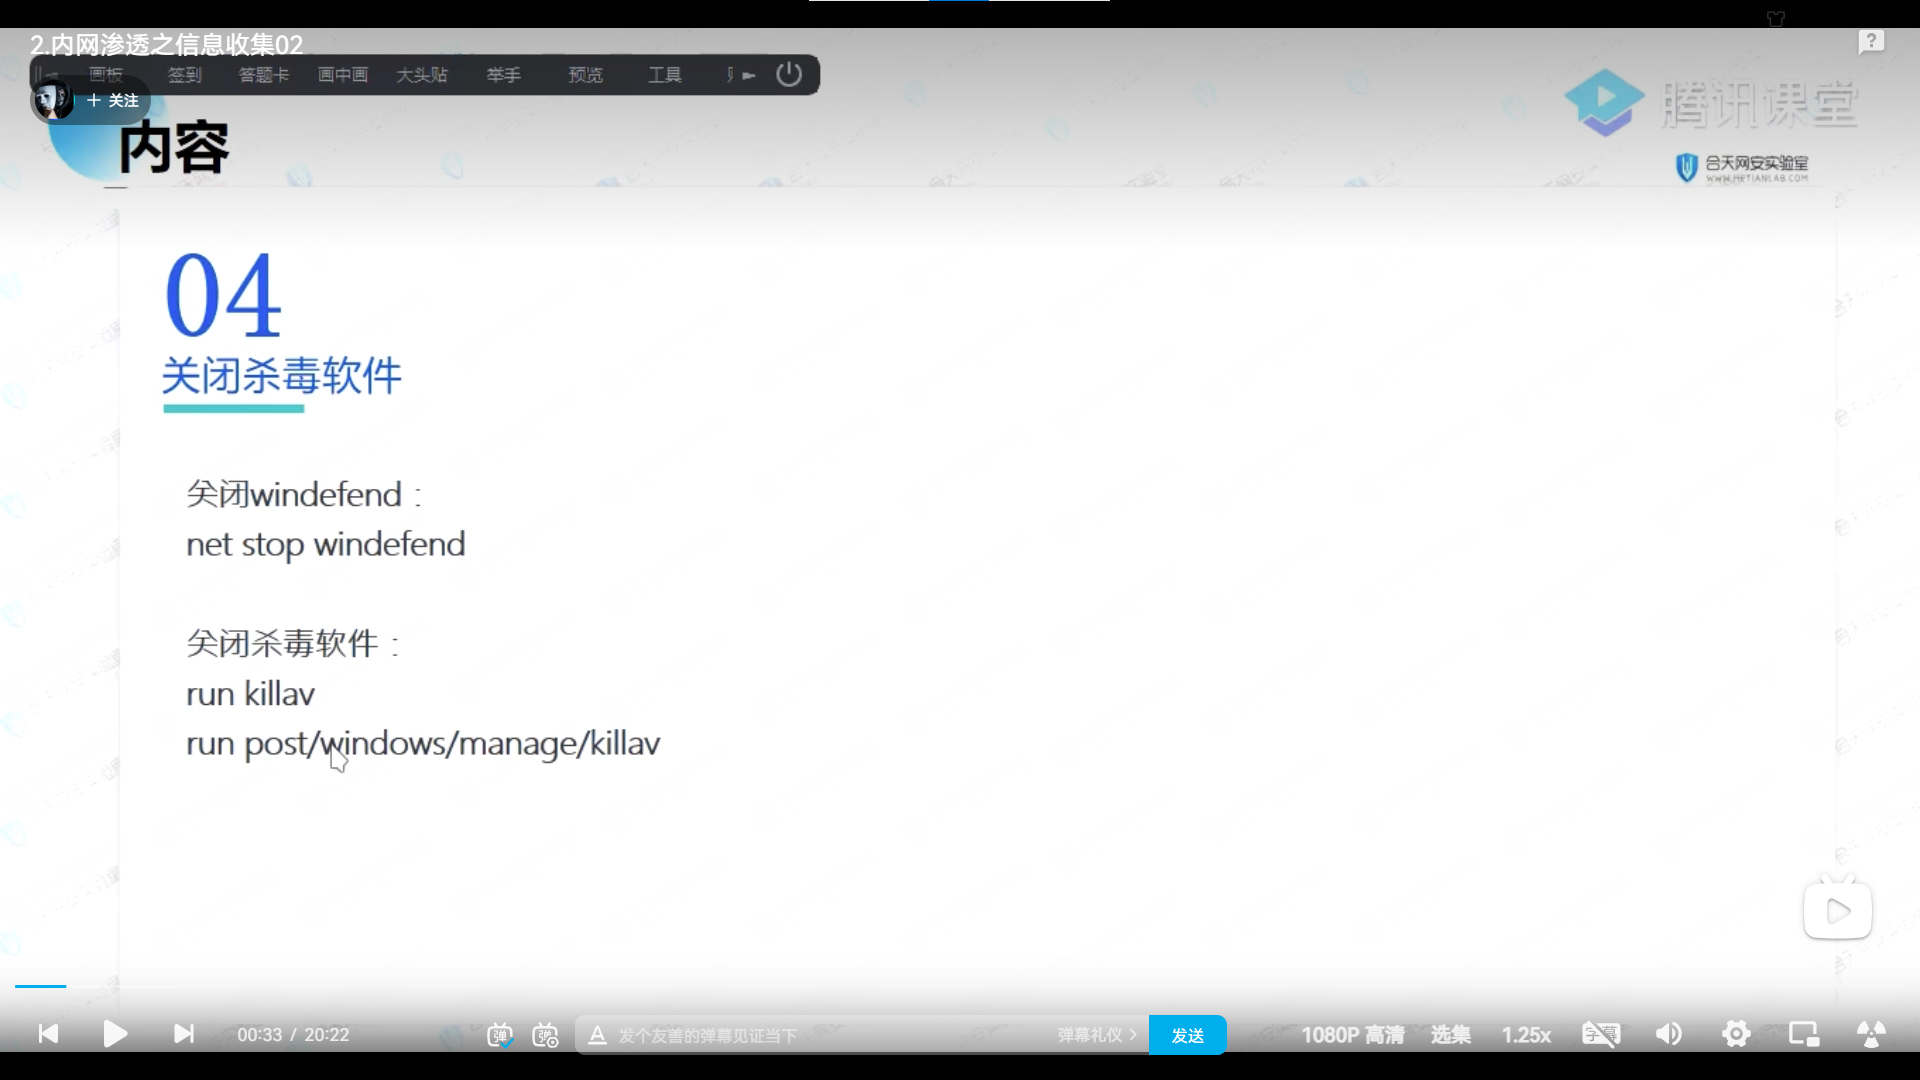 2.内网渗透之信息收集02
画板 签到 答题卡 画中画 大头贴 举手 预览 工具
+ 关注
内容
腾讯课堂
合天网安实验室
WWW.HETIANLAB.COM
04
关闭杀毒软件
关闭windefend：
net stop windefend
关闭杀毒软件：
run killav
run post/windows/manage/killav
00:33 / 20:22
弹 弹 A 发个友善的弹幕见证当下 弹幕礼仪 > 发送 1080P 高清 选集 1.25x 字幕